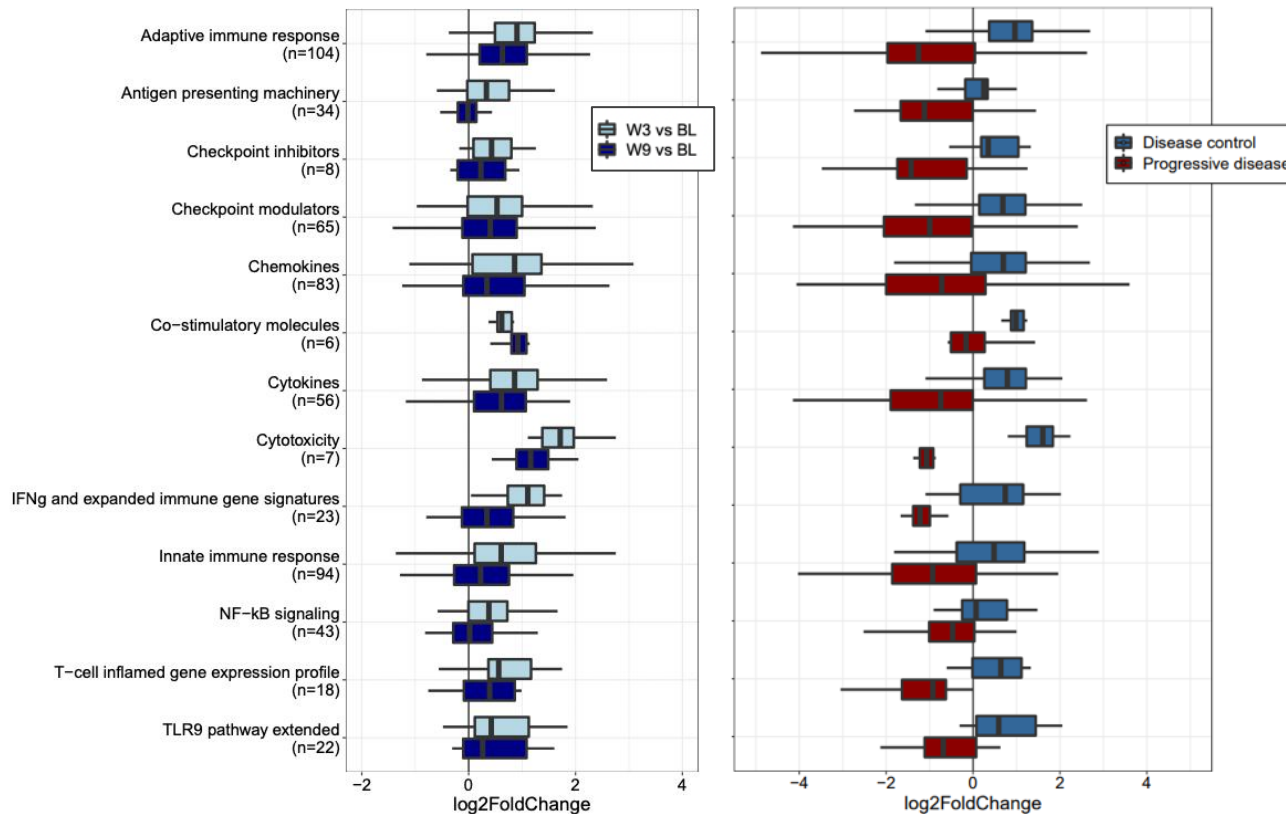 Adaptive immune response
(n=104)
Antigen presenting machinery
(n=34)
Checkpoint inhibitors
(n=8)
Checkpoint modulators
(n=65)
Chemokines
(n=83)
Co−stimulatory molecules
(n=6)
Cytokines
(n=56)
Cytotoxicity
(n=7)
IFNg and expanded immune gene signatures
(n=23)
Innate immune response
(n=94)
NF−kB signaling
(n=43)
T−cell inflamed gene expression profile
(n=18)
TLR9 pathway extended
(n=22)
W3 vs BL
W9 vs BL
−2 0 2 4
log2FoldChange
Disease control
Progressive disease
−4 −2 0 2 4
log2FoldChange